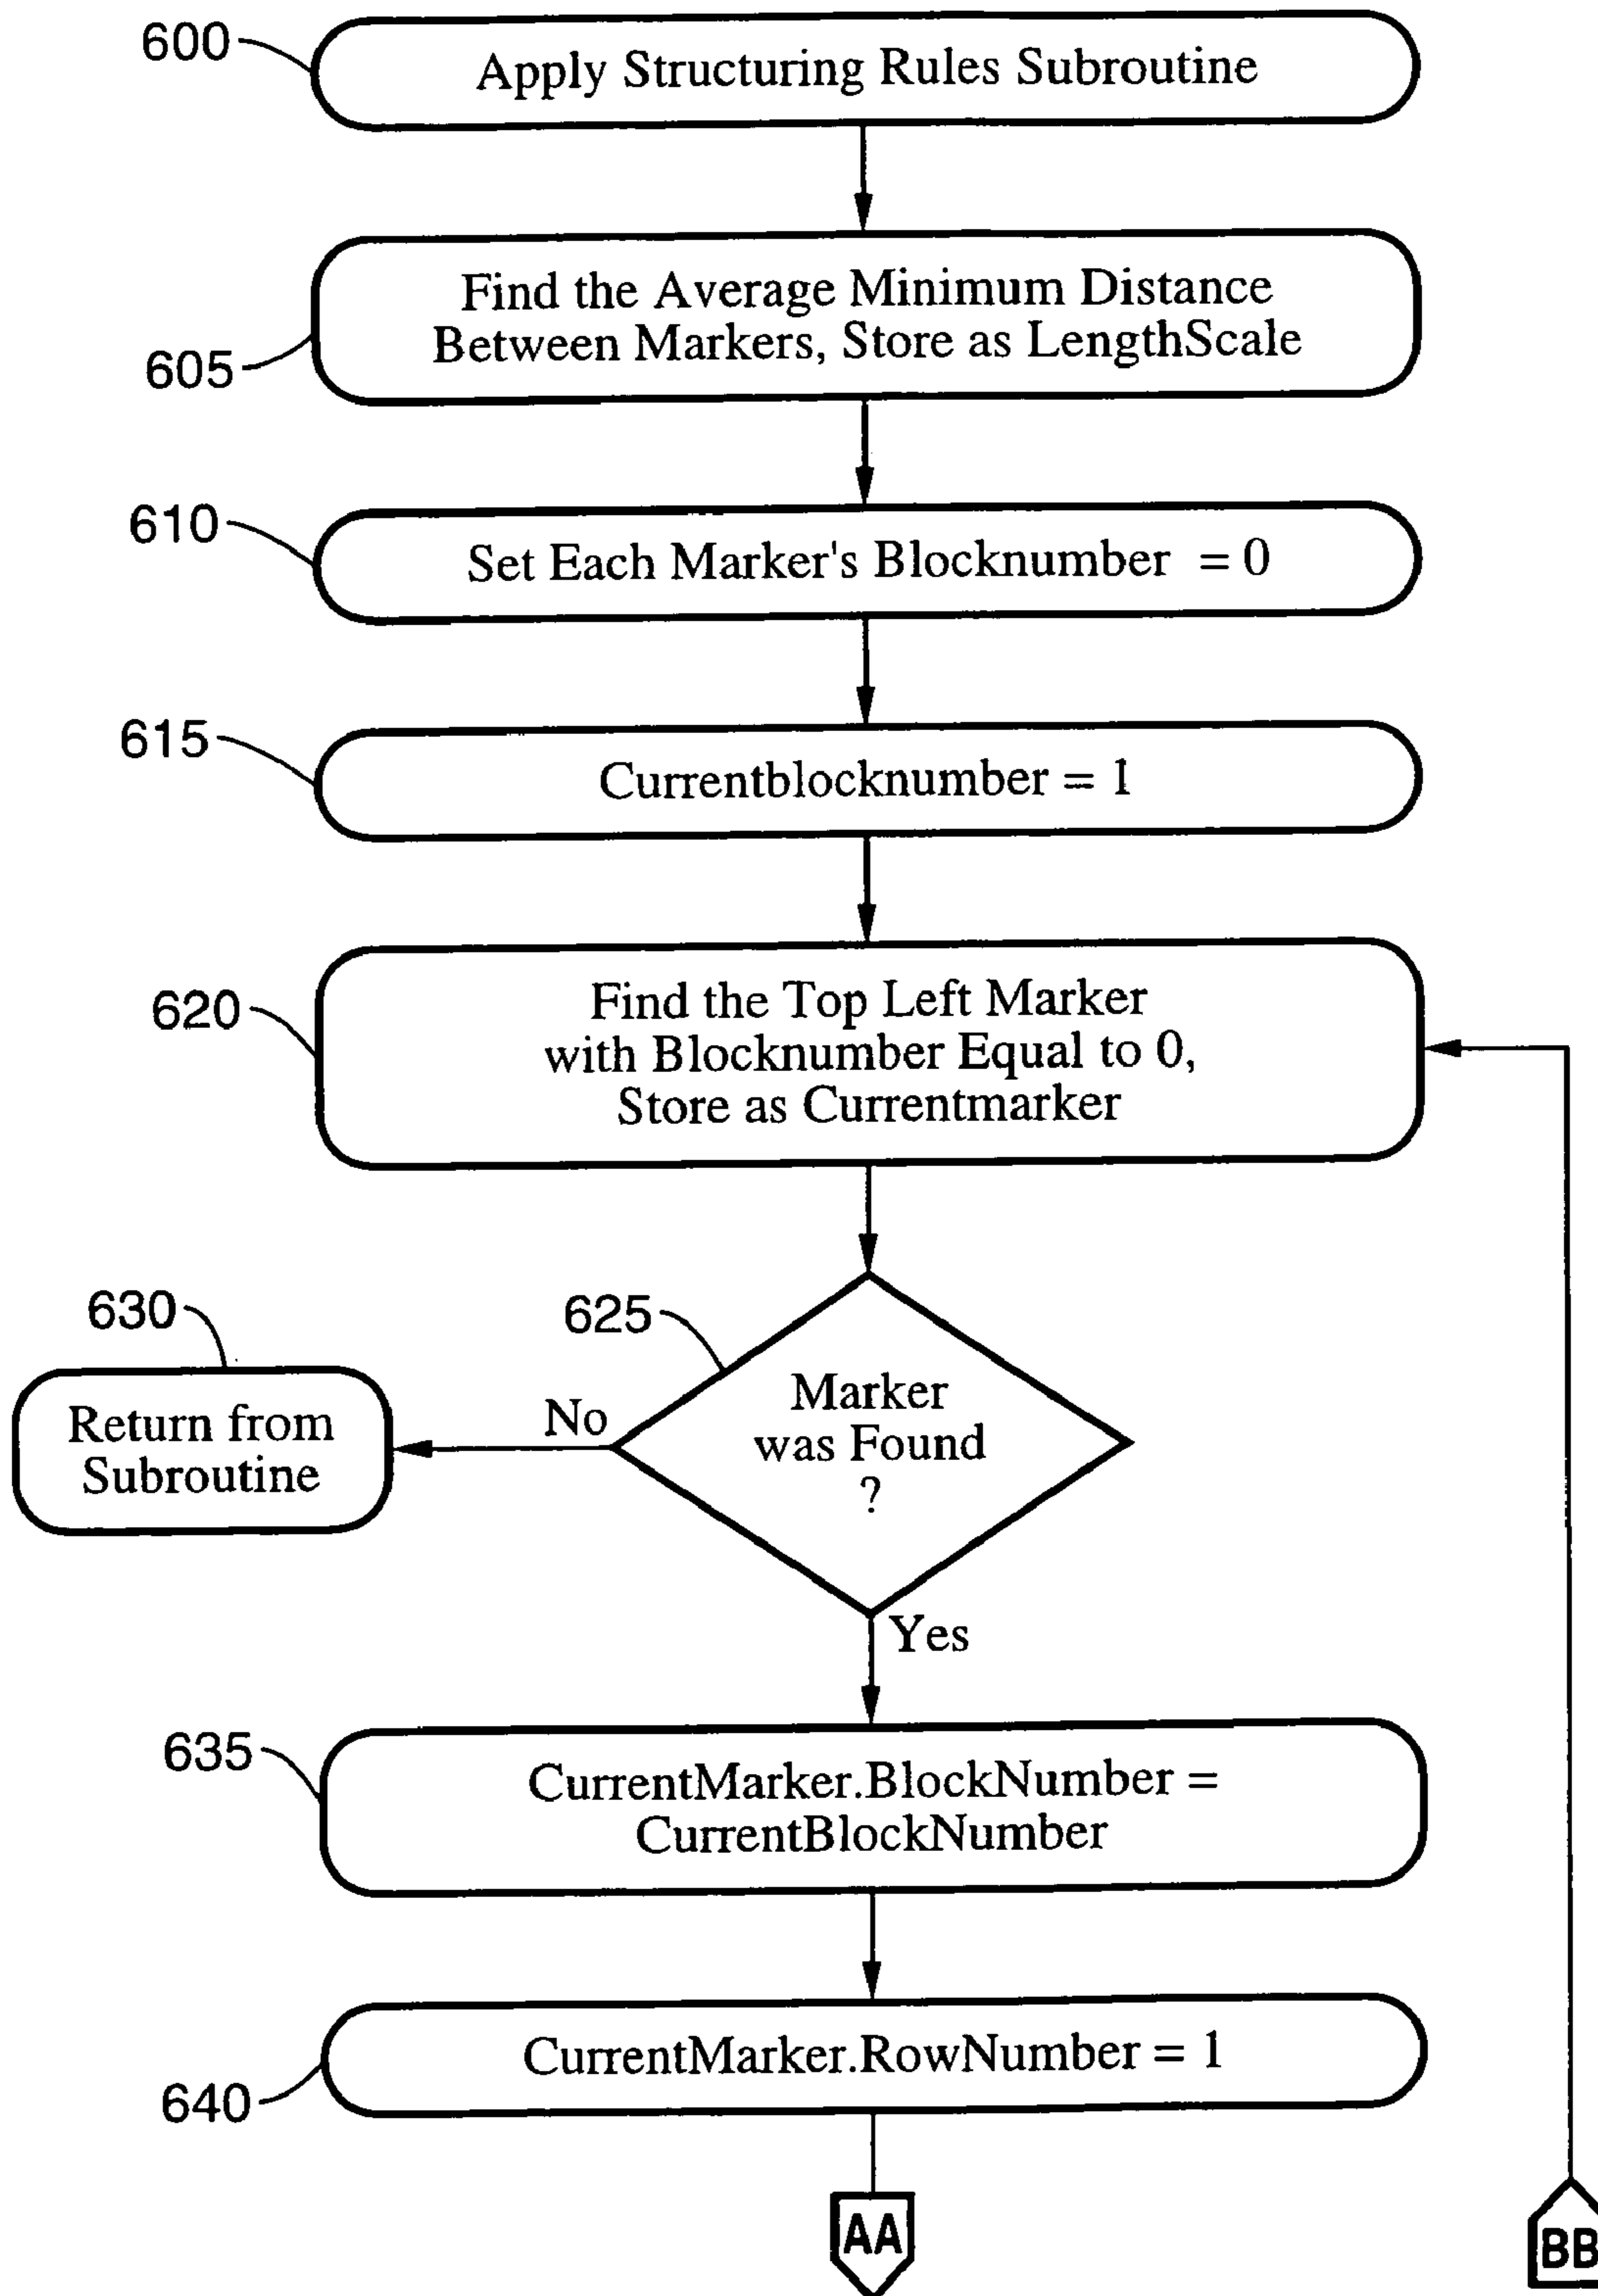 600
Apply Structuring Rules Subroutine
Find the Average Minimum Distance
Between Markers, Store as LengthScale
605
610
Set Each Marker's Blocknumber = 0
615
Currentblocknumber = 1
620
Find the Top Left Marker
with Blocknumber Equal to 0,
Store as Currentmarker
630
625
Return from
Subroutine
No
Marker
was Found
?
Yes
635
CurrentMarker.BlockNumber =
CurrentBlockNumber
CurrentMarker.RowNumber = 1
640
AA
BB